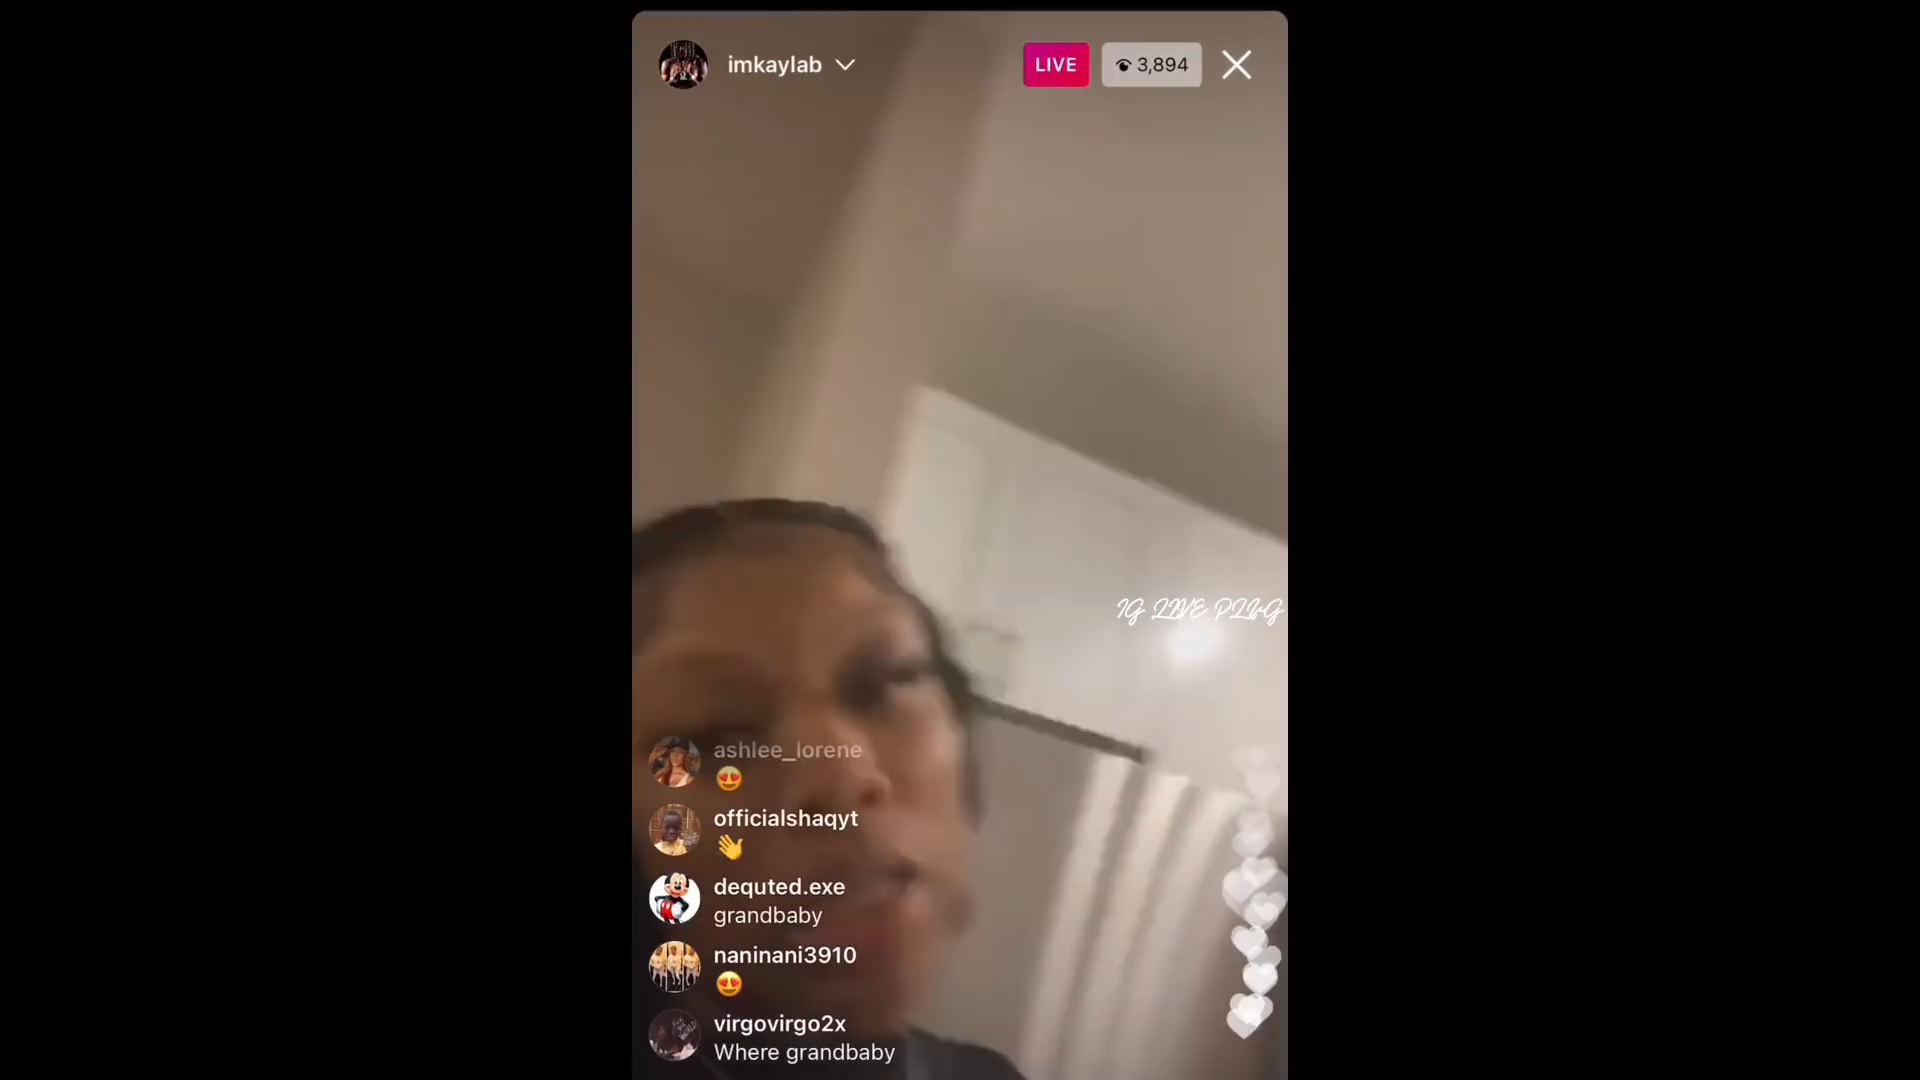 imkaylab
LIVE
3,894
IG LIVE PLUG
ashlee_lorene
😍
officialshaqyt
👋
dequted.exe
grandbaby
naninani3910
😍
virgovirgo2x
Where grandbaby